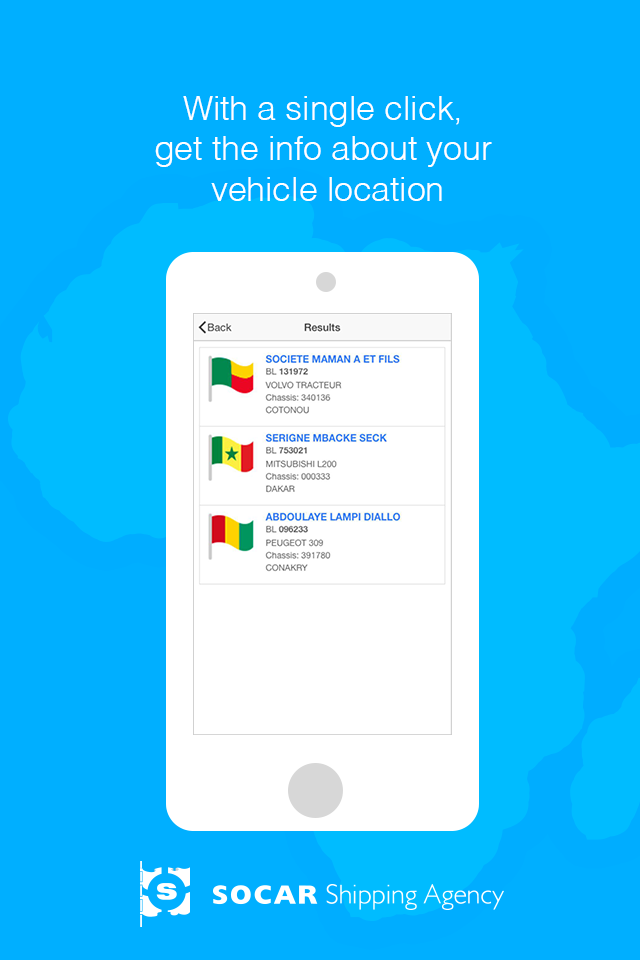 With a single click,
get the info about your
vehicle location
Back
Results
SOCIETE MAMAN A ET FILS
BL 131972
VOLVO TRACTEUR
Chassis: 340136
COTONOU
SERIGNE MBACKE SECK
BL 753021
MITSUBISHI L200
Chassis: 000333
DAKAR
ABDOULAYE LAMPI DIALLO
BL 096233
PEUGEOT 309
Chassis: 391780
CONAKRY
S
SOCAR Shipping Agency